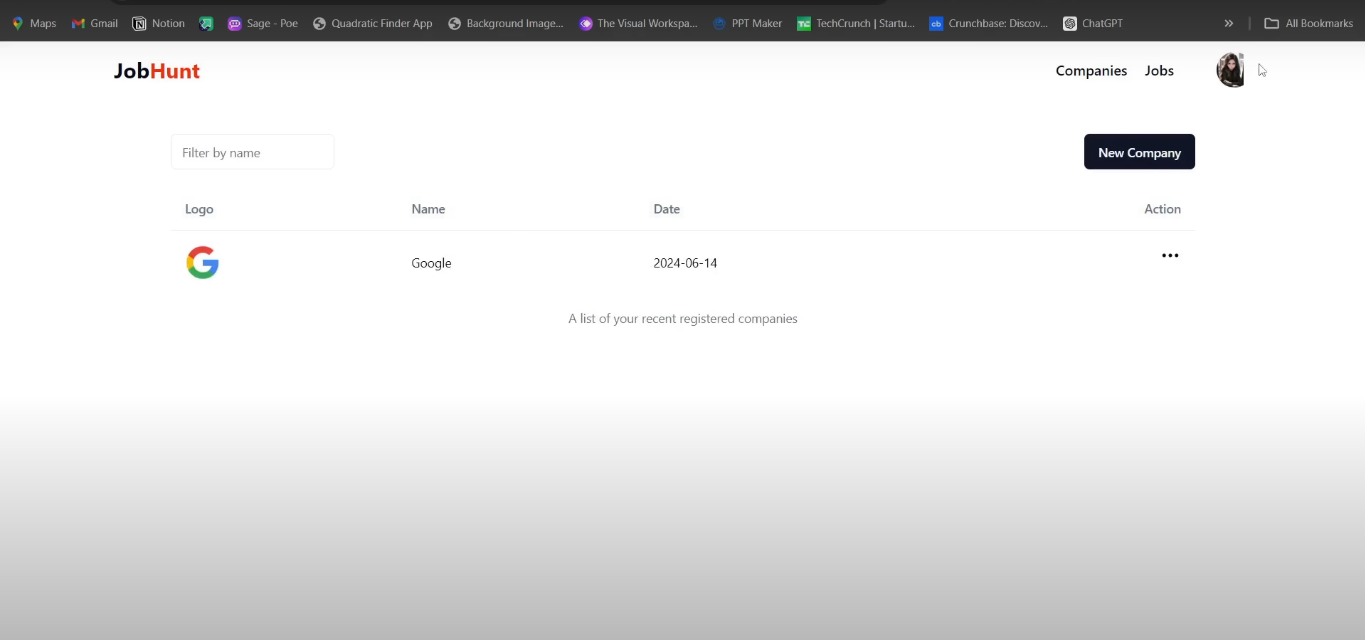 Maps Gmail Notion Sage - Poe Quadratic Finder App Background Image... The Visual Workspa... PPT Maker TechCrunch | Startu... Crunchbase: Discov... ChatGPT » All Bookmarks
JobHunt Companies Jobs
Filter by name New Company
Logo Name Date Action
Google 2024-06-14 •••
A list of your recent registered companies